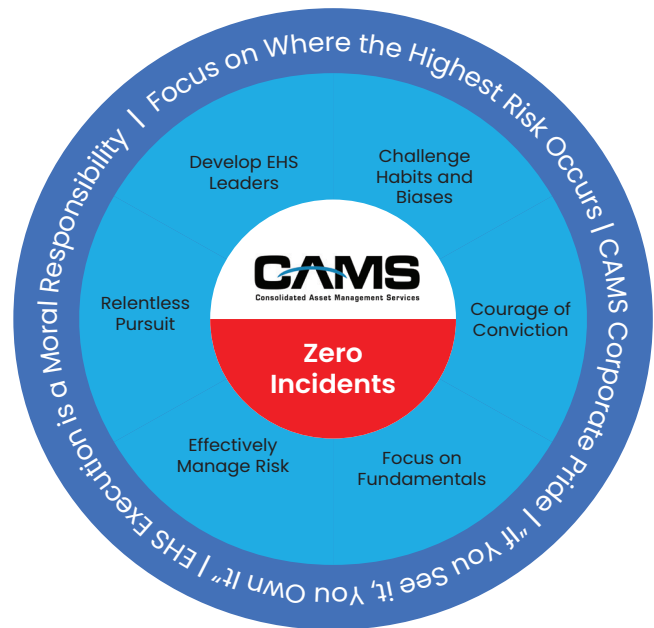 Focus on Where the Highest Risk Occurs | CAMS Corporate Pride | "If You See it, You Own It" | EHS Execution is a Moral Responsibility |
Develop EHS
Leaders
Challenge
Habits and
Biases
Relentless
Pursuit
CAMS
Consolidated Asset Management Services
Courage of
Conviction
Zero
Incidents
Effectively
Manage Risk
Focus on
Fundamentals